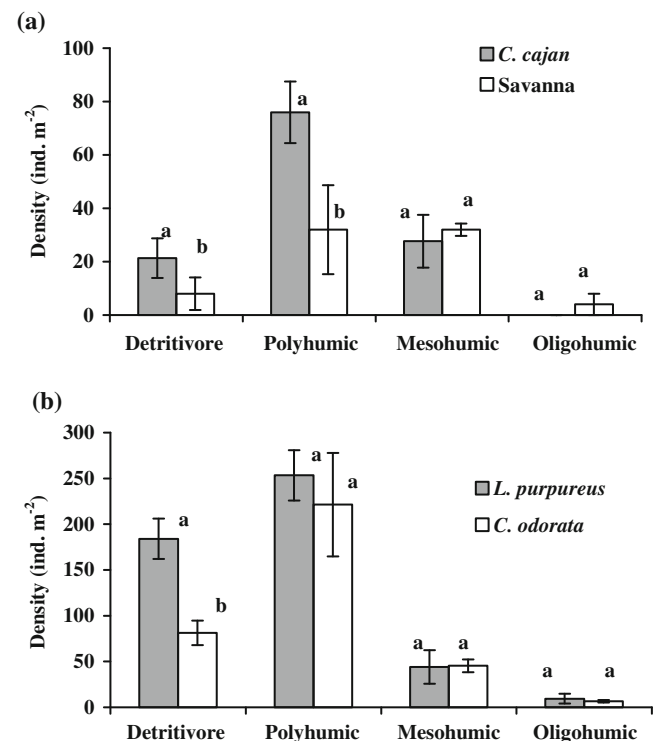 (a)
100
80
60
40
20
0
Density (ind. m-2)
C. cajan
Savanna
a
b
a
b
a
a
a
a
Detritivore Polyhumic Mesohumic Oligohumic
(b)
300
250
200
150
100
50
0
Density (ind. m-2)
L. purpureus
C. odorata
a
b
a
a
a
a
a
a
Detritivore Polyhumic Mesohumic Oligohumic